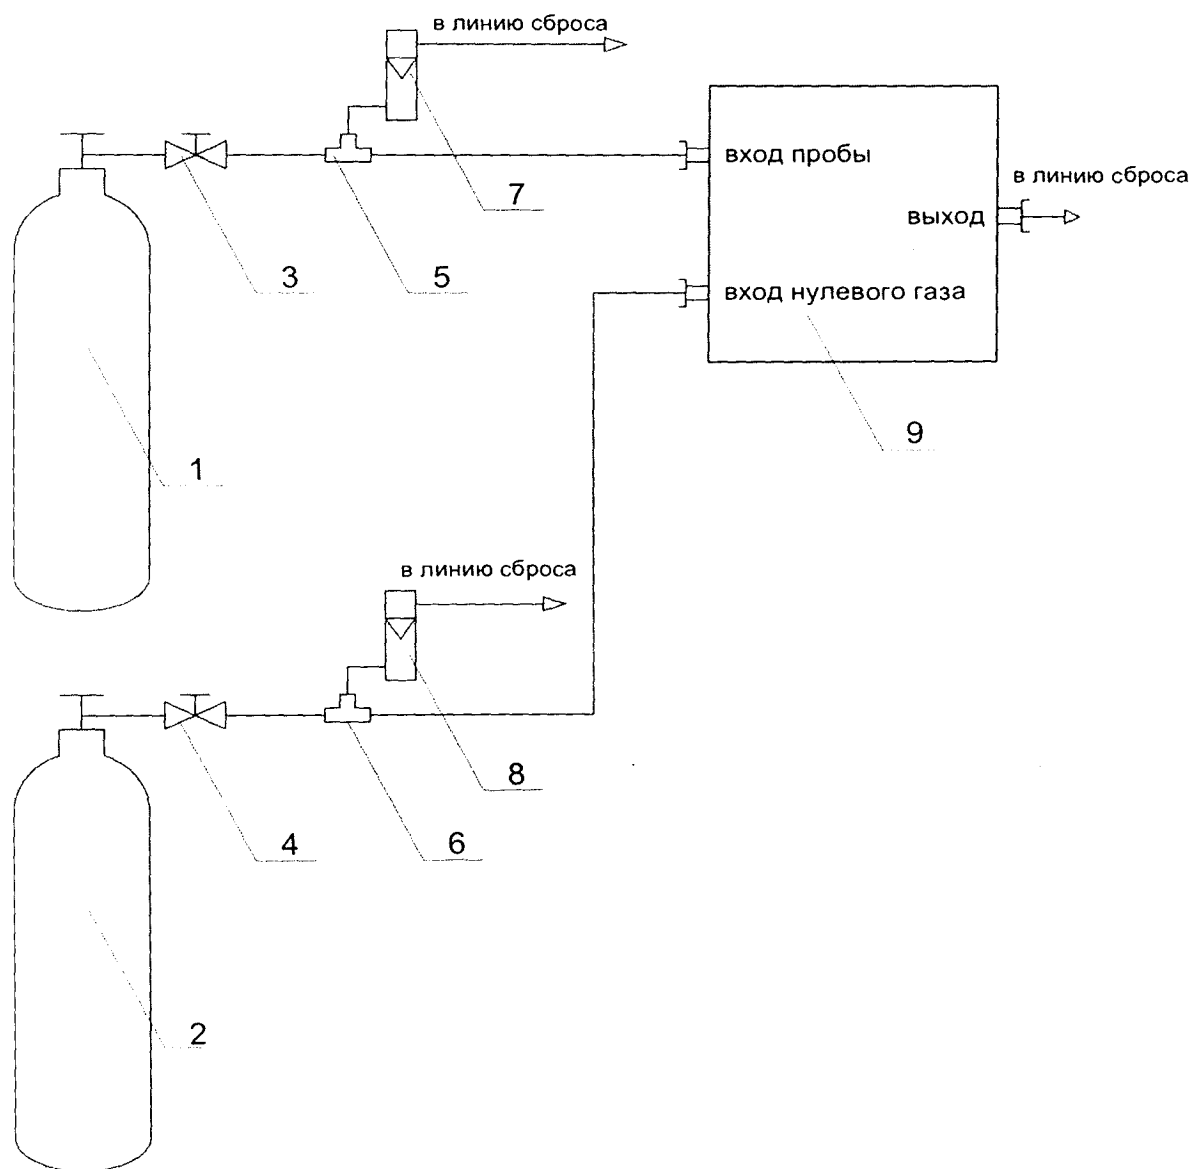 в линию сброса
вход пробы
в линию сброса
7
выход
3
5
вход нулевого газа
9
1
в линию сброса
8
4
6
2